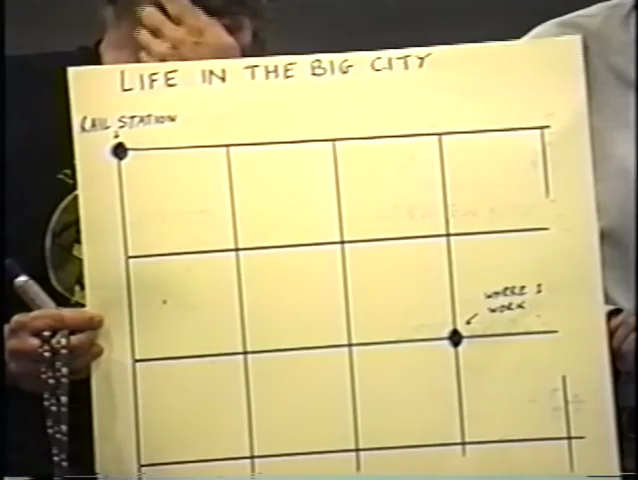 LIFE IN THE BIG CITY
RAIL STATION
WHERE I
WORK